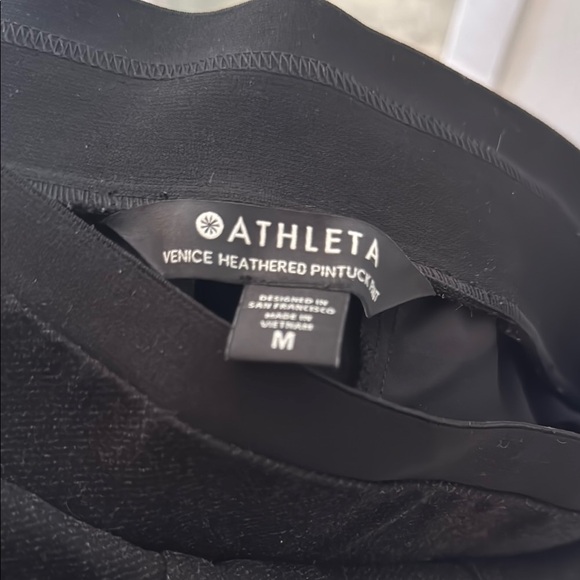 ATHLETA
VENICE HEATHERED PINTUCK
DESIGNED IN
SAN FRANCISCO
MADE IN
VIETNAM
M